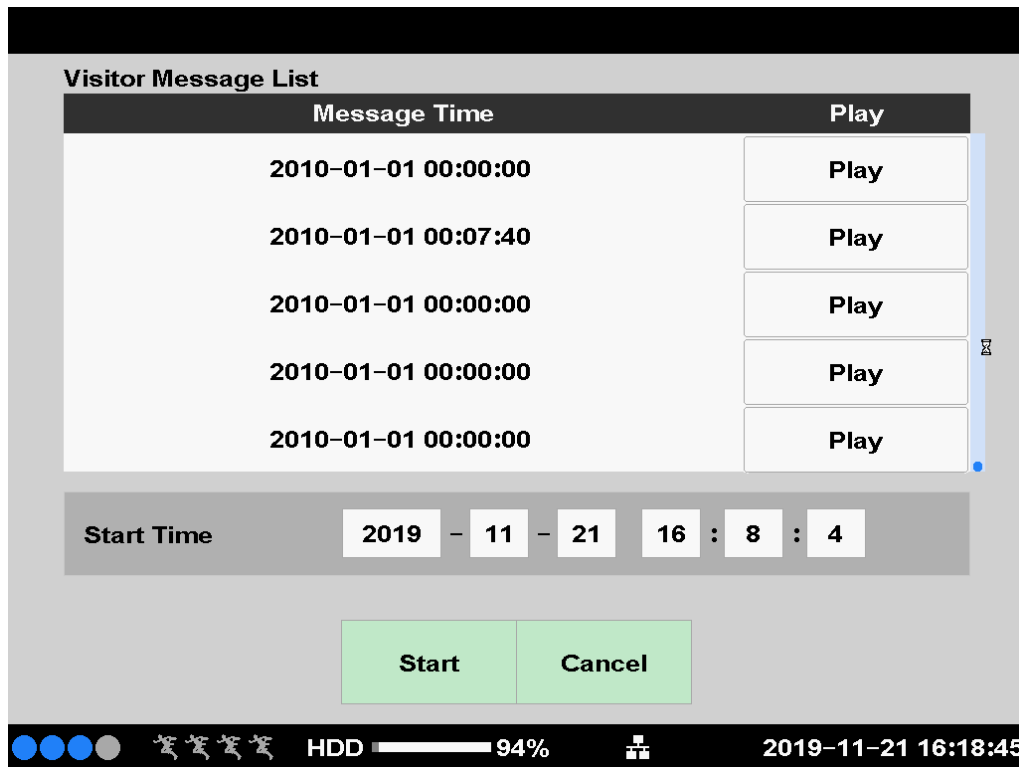 Visitor Message List
Message Time Play
2010-01-01 00:00:00 Play
2010-01-01 00:07:40 Play
2010-01-01 00:00:00 Play
2010-01-01 00:00:00 Play
2010-01-01 00:00:00 Play
Start Time 2019 - 11 - 21 16 : 8 : 4
Start Cancel
HDD 94% 2019-11-21 16:18:45